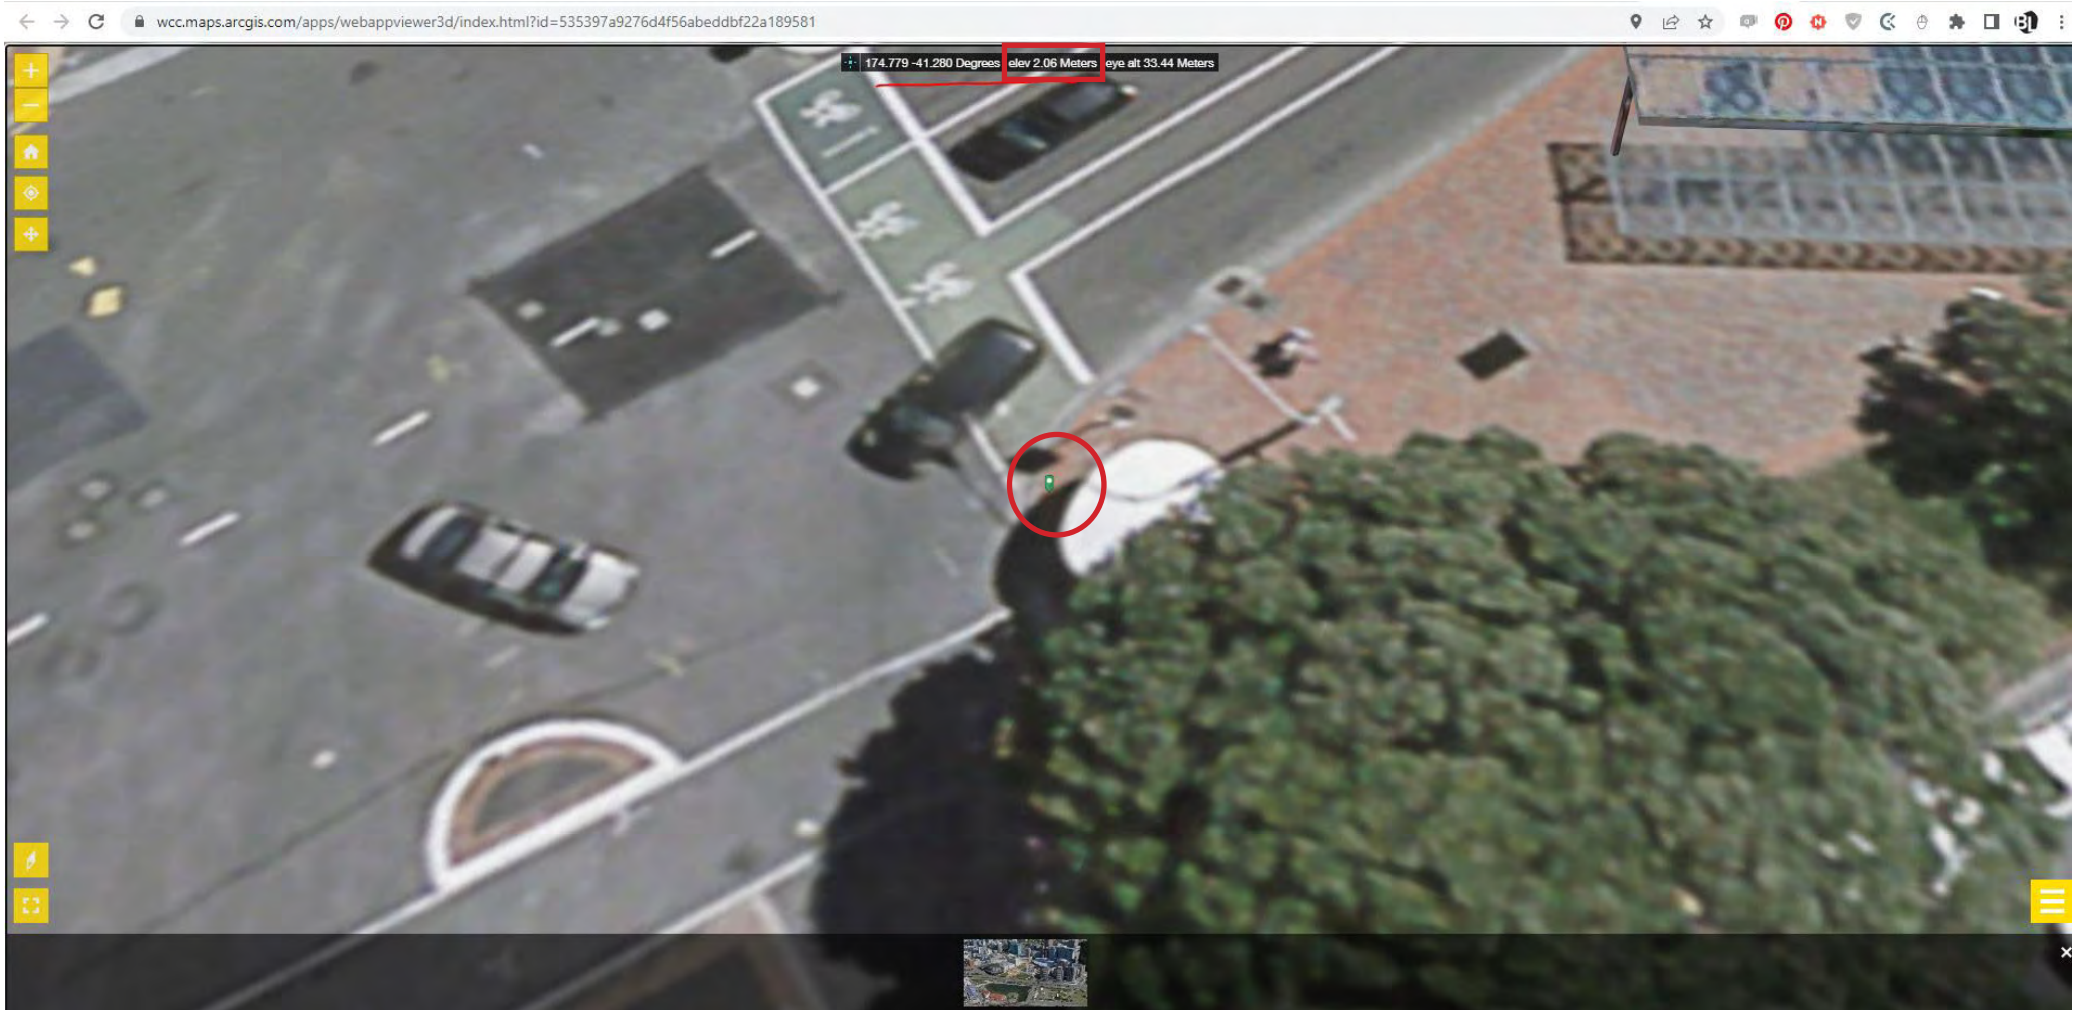 wcc.maps.arcgis.com/apps/webappviewer3d/index.html?id=535397a9276d4f56abeddbf22a189581
174.779 -41.280 Degrees elev 2.06 Meters eye alt 33.44 Meters